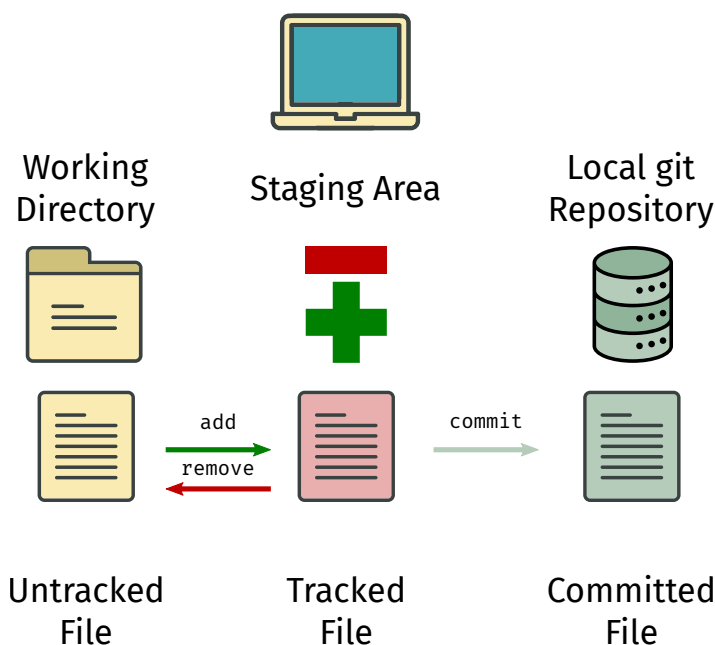 Working
Directory
Staging Area
Local git
Repository
add
remove
commit
Untracked
File
Tracked
File
Committed
File